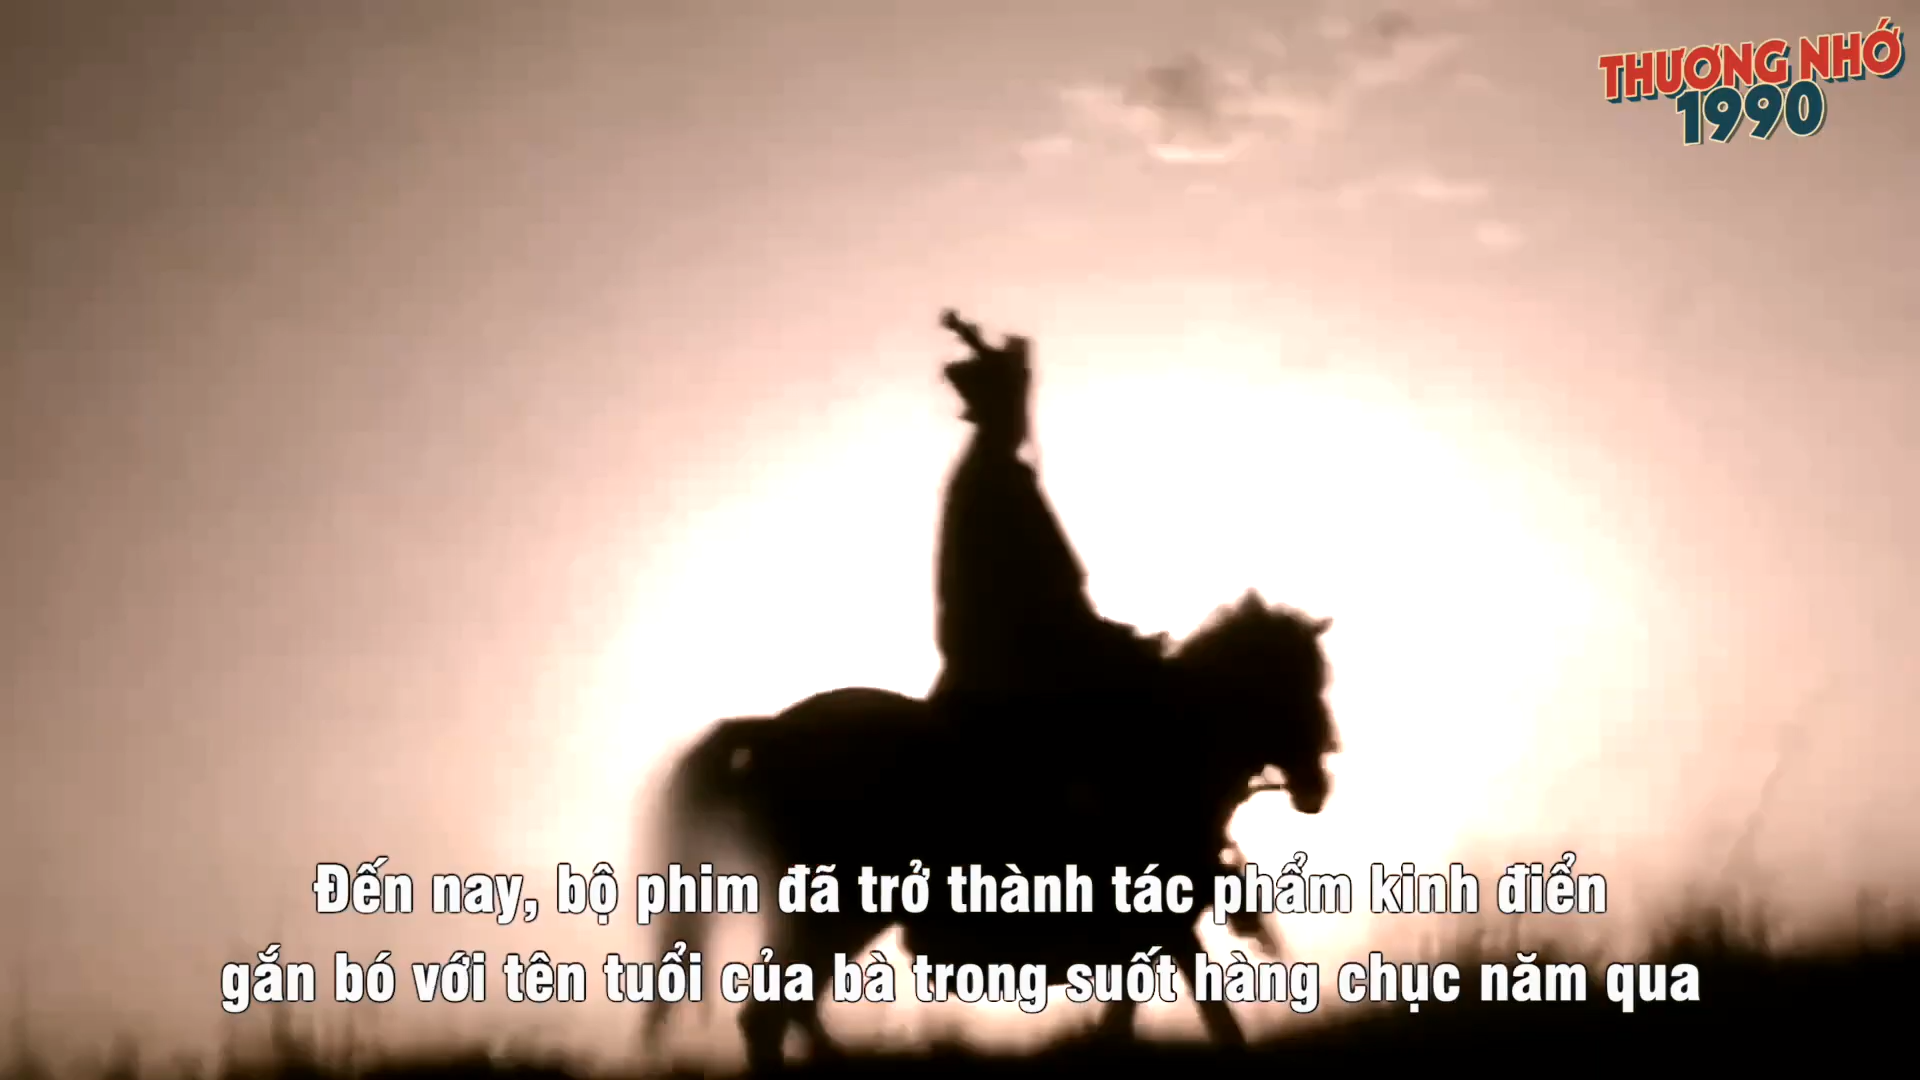 THƯƠNG NHỚ
1990
Đến nay, bộ phim đã trở thành tác phẩm kinh điển
gắn bó với tên tuổi của bà trong suốt hàng chục năm qua